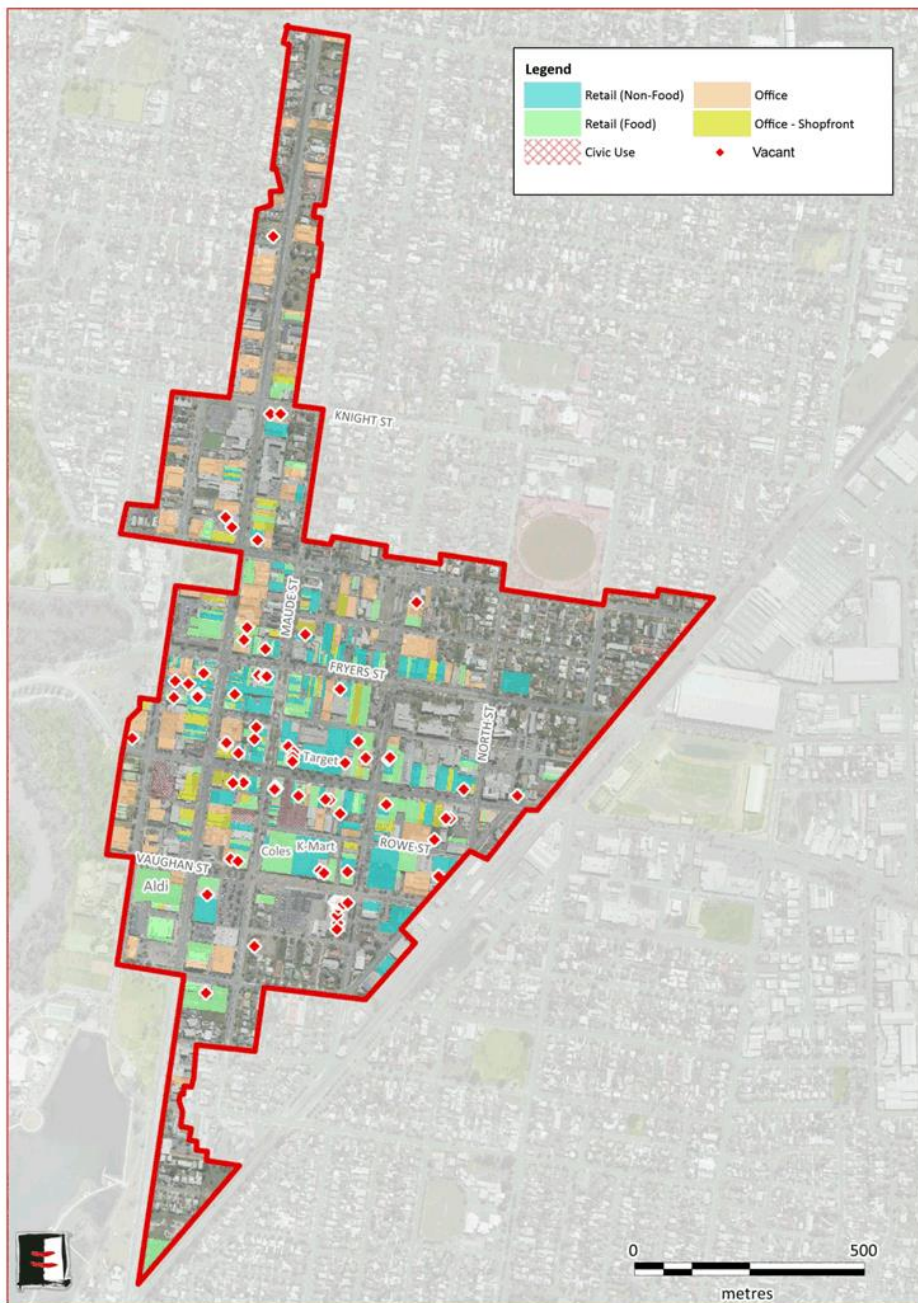 Legend
Retail (Non-Food)
Office
Retail (Food)
Office - Shopfront
Civic Use
Vacant
KNIGHT ST
MAUDE ST
FRYERS ST
NORTH ST
Target
K-Mart
ROWE ST
Coles
VAUGHAN ST
Aldi
0 500
metres